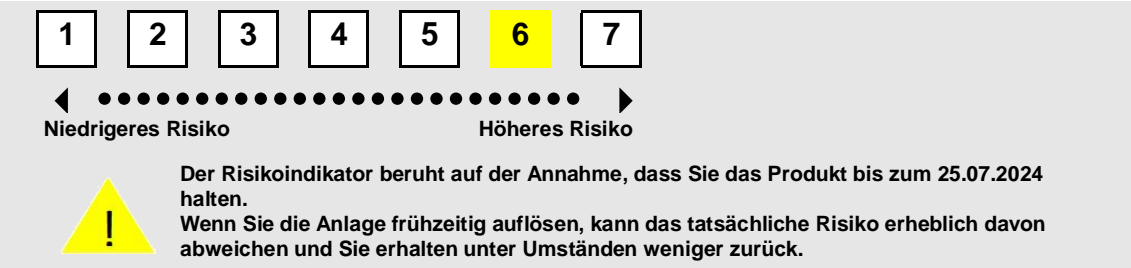 1 2 3 4 5 6 7
Niedrigeres Risiko Höheres Risiko
Der Risikoindikator beruht auf der Annahme, dass Sie das Produkt bis zum 25.07.2024
halten.
Wenn Sie die Anlage frühzeitig auflösen, kann das tatsächliche Risiko erheblich davon
abweichen und Sie erhalten unter Umständen weniger zurück.
!